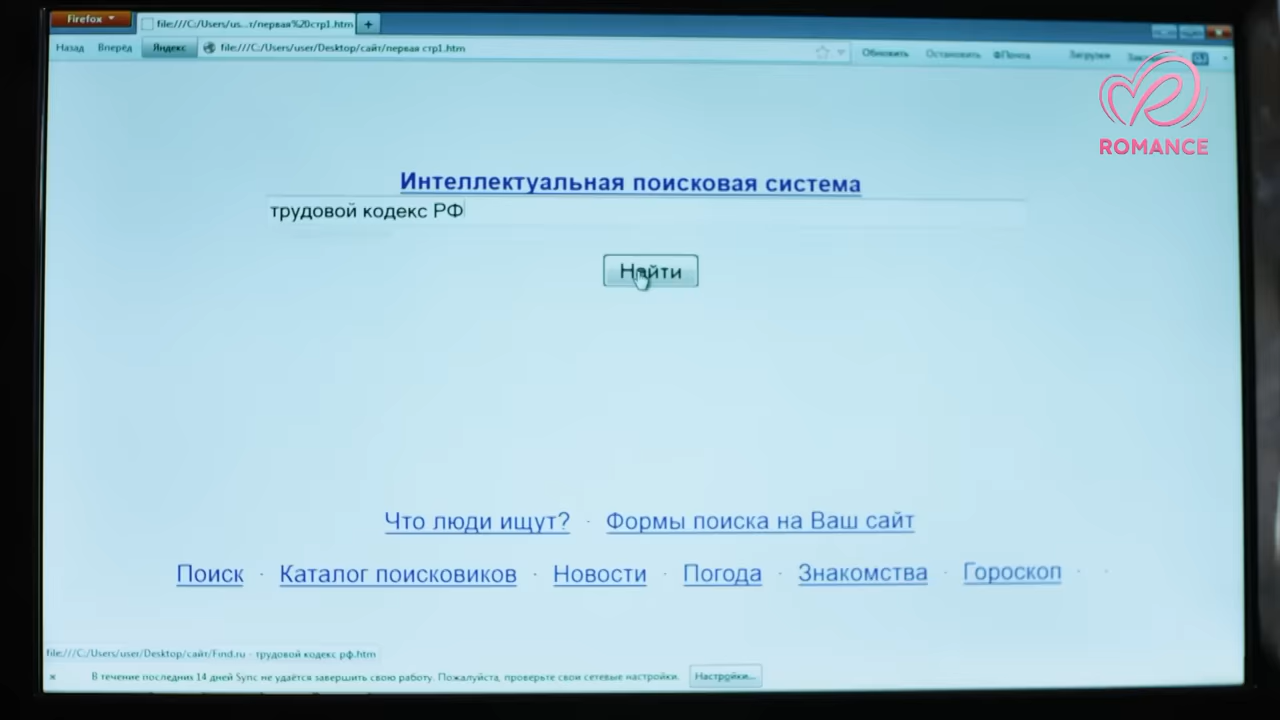 Firefox
file:///C:/Users/us...т/первая%20стр1.htm
+
Назад Вперёд Яндекс file:///C:/Users/user/Desktop/сайт/первая стр1.htm Обновить Остановить Почта Загрузки
ROMANCE
Интеллектуальная поисковая система
трудовой кодекс РФ
Найти
Что люди ищут? · Формы поиска на Ваш сайт
Поиск · Каталог поисковиков · Новости · Погода · Знакомства · Гороскоп · ·
file:///C:/Users/user/Desktop/сайт/Find.ru - трудовой кодекс рф.htm
× В течение последних 14 дней Sync не удаётся завершить свою работу. Пожалуйста, проверьте свои сетевые настройки. Настройки...